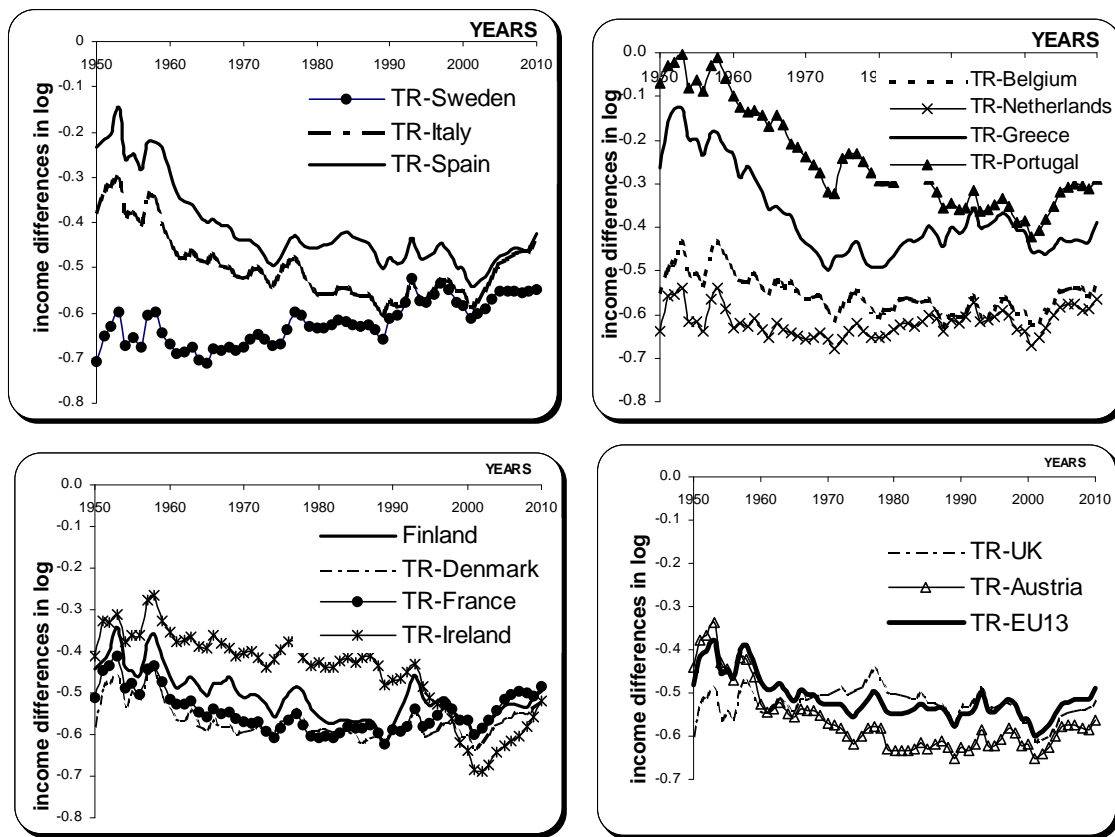 YEARS
0
1950 1960 1970 1980 1990 2000 2010
-0.1
-0.2
-0.3
-0.4
-0.5
-0.6
-0.7
-0.8
income differences in log
TR-Sweden
TR-Italy
TR-Spain
YEARS
0.0
1950 1960 1970 2010
-0.1
-0.2
-0.3
-0.4
-0.5
-0.6
-0.7
-0.8
income differences in log
TR-Belgium
TR-Netherlands
TR-Greece
TR-Portugal
YEARS
0.0
1950 1960 1970 1980 1990 2000 2010
-0.1
-0.2
-0.3
-0.4
-0.5
-0.6
-0.7
-0.8
income differences in log
Finland
TR-Denmark
TR-France
TR-Ireland
YEARS
0.0
1950 1960 1970 1980 1990 2000 2010
-0.1
-0.2
-0.3
-0.4
-0.5
-0.6
-0.7
income differences in log
TR-UK
TR-Austria
TR-EU13